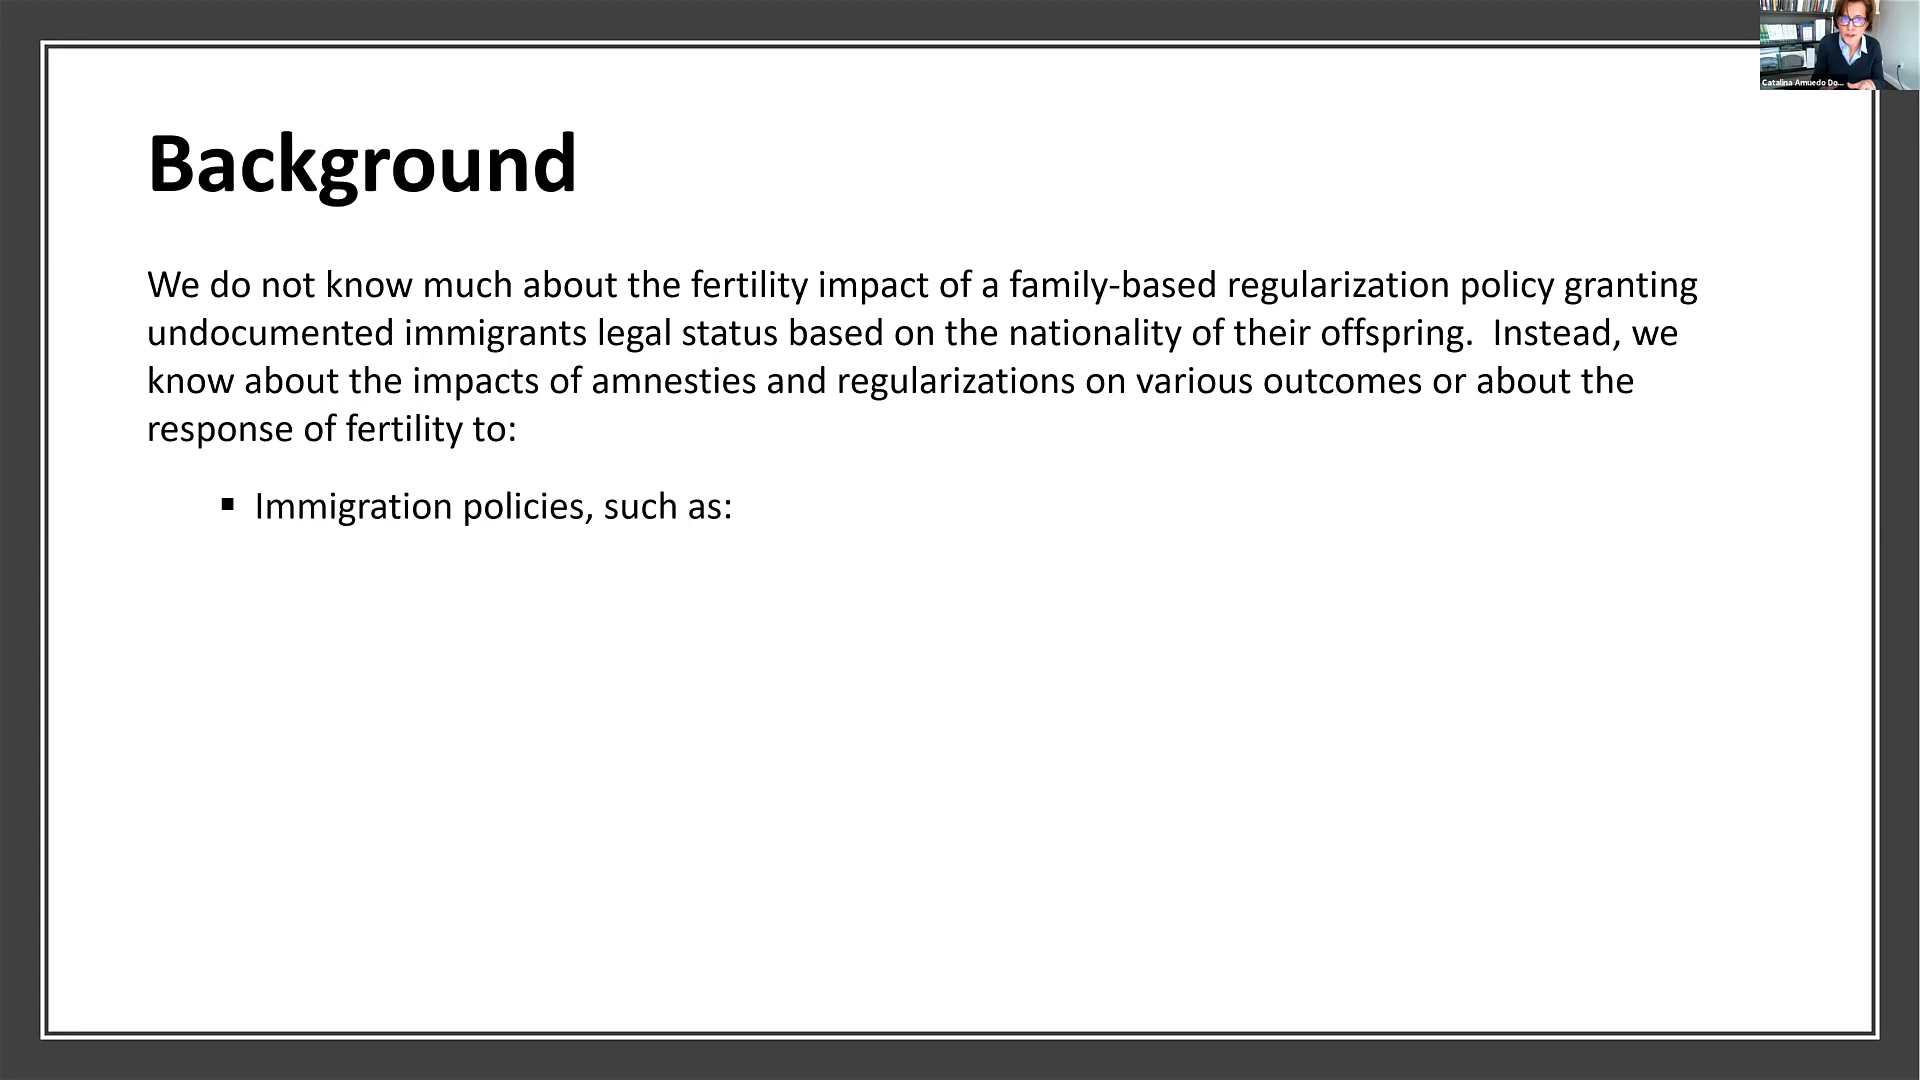 Catalina Amuedo Do...
Background
We do not know much about the fertility impact of a family-based regularization policy granting
undocumented immigrants legal status based on the nationality of their offspring.  Instead, we
know about the impacts of amnesties and regularizations on various outcomes or about the
response of fertility to:
▪ Immigration policies, such as: